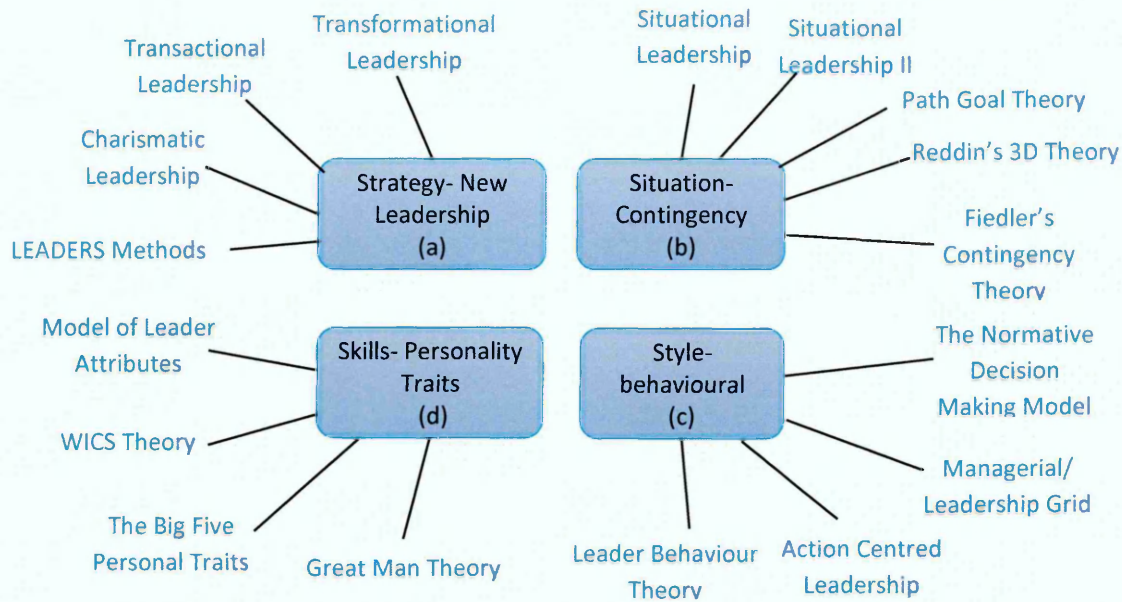 Transactional
Leadership
Transformational
Leadership
Charismatic
Leadership
LEADERS Methods
Strategy- New
Leadership
(a)
Situational
Leadership
Situational
Leadership II
Path Goal Theory
Reddin's 3D Theory
Fiedler's
Contingency
Theory
Situation-
Contingency
(b)
Model of Leader
Attributes
WICS Theory
The Big Five
Personal Traits
Great Man Theory
Skills- Personality
Traits
(d)
Style-
behavioural
(c)
The Normative
Decision
Making Model
Managerial/
Leadership Grid
Leader Behaviour
Theory
Action Centred
Leadership